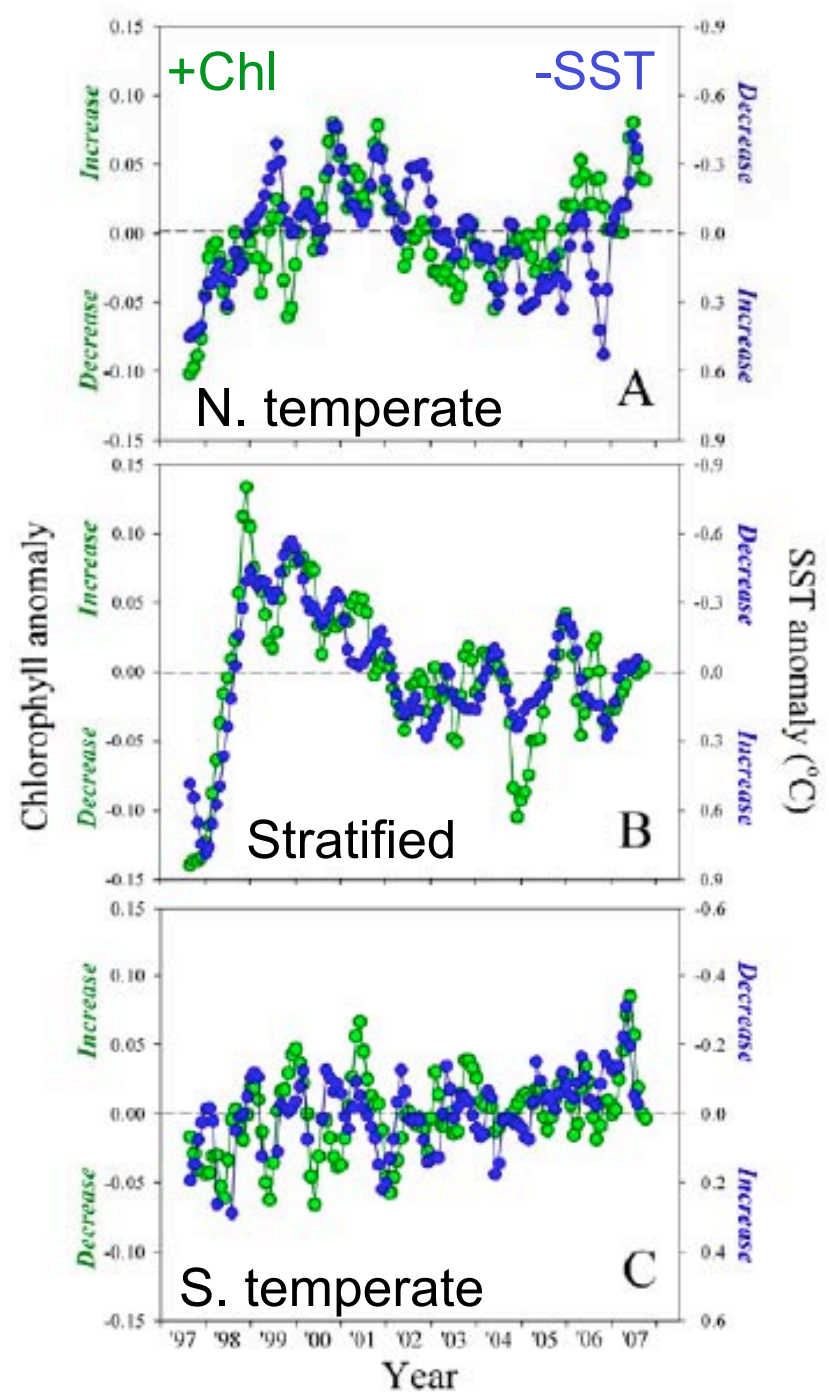 +Chl -SST
0.15 -0.9
0.10 -0.6
0.05 -0.3
0.00 0.0
-0.05 0.3
-0.10 0.6
-0.15 0.9
Increase
Decrease
Decrease
Increase
N. temperate A
0.15 -0.9
0.10 -0.6
0.05 -0.3
0.00 0.0
-0.05 0.3
-0.10 0.6
-0.15 0.9
Increase
Decrease
Decrease
Increase
Chlorophyll anomaly
SST anomaly (°C)
Stratified B
0.15 -0.6
0.10 -0.4
0.05 -0.2
0.00 0.0
-0.05 0.2
-0.10 0.4
-0.15 0.6
Increase
Decrease
Decrease
Increase
S. temperate C
'97 '98 '99 '00 '01 '02 '03 '04 '05 '06 '07
Year